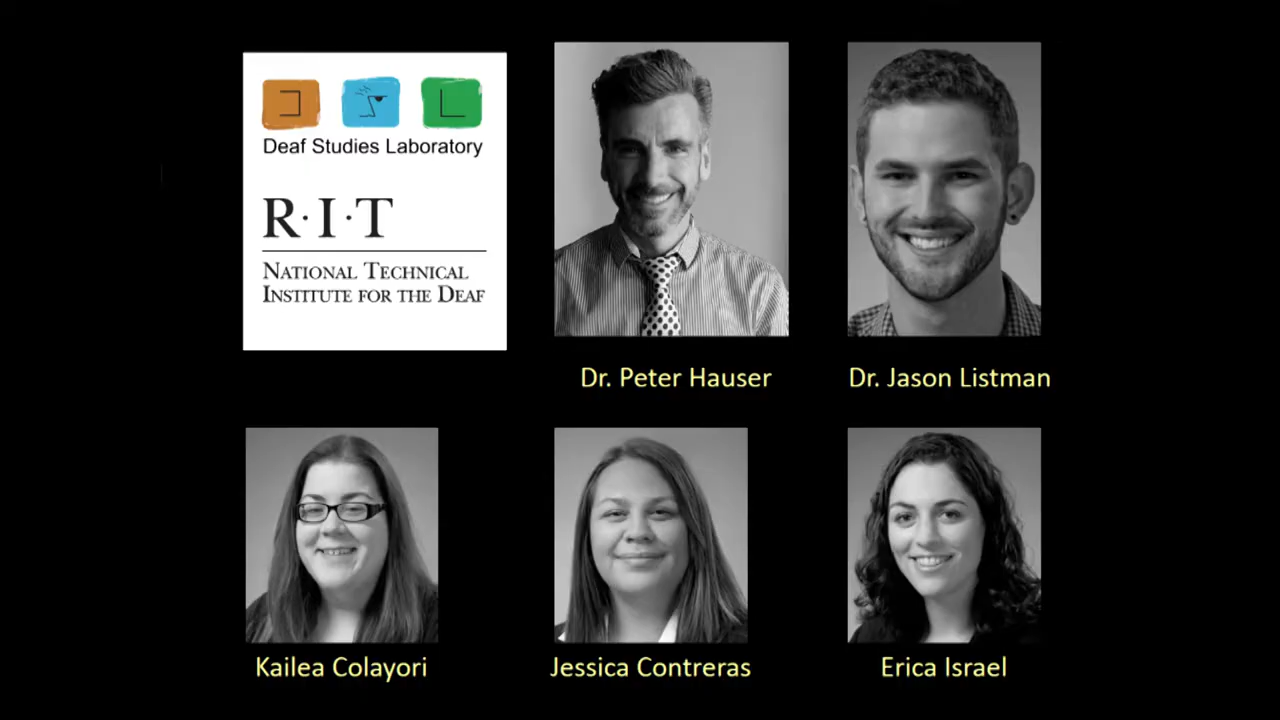 Deaf Studies Laboratory
R·I·T
National Technical
Institute for the Deaf
Dr. Peter Hauser
Dr. Jason Listman
Kailea Colayori
Jessica Contreras
Erica Israel